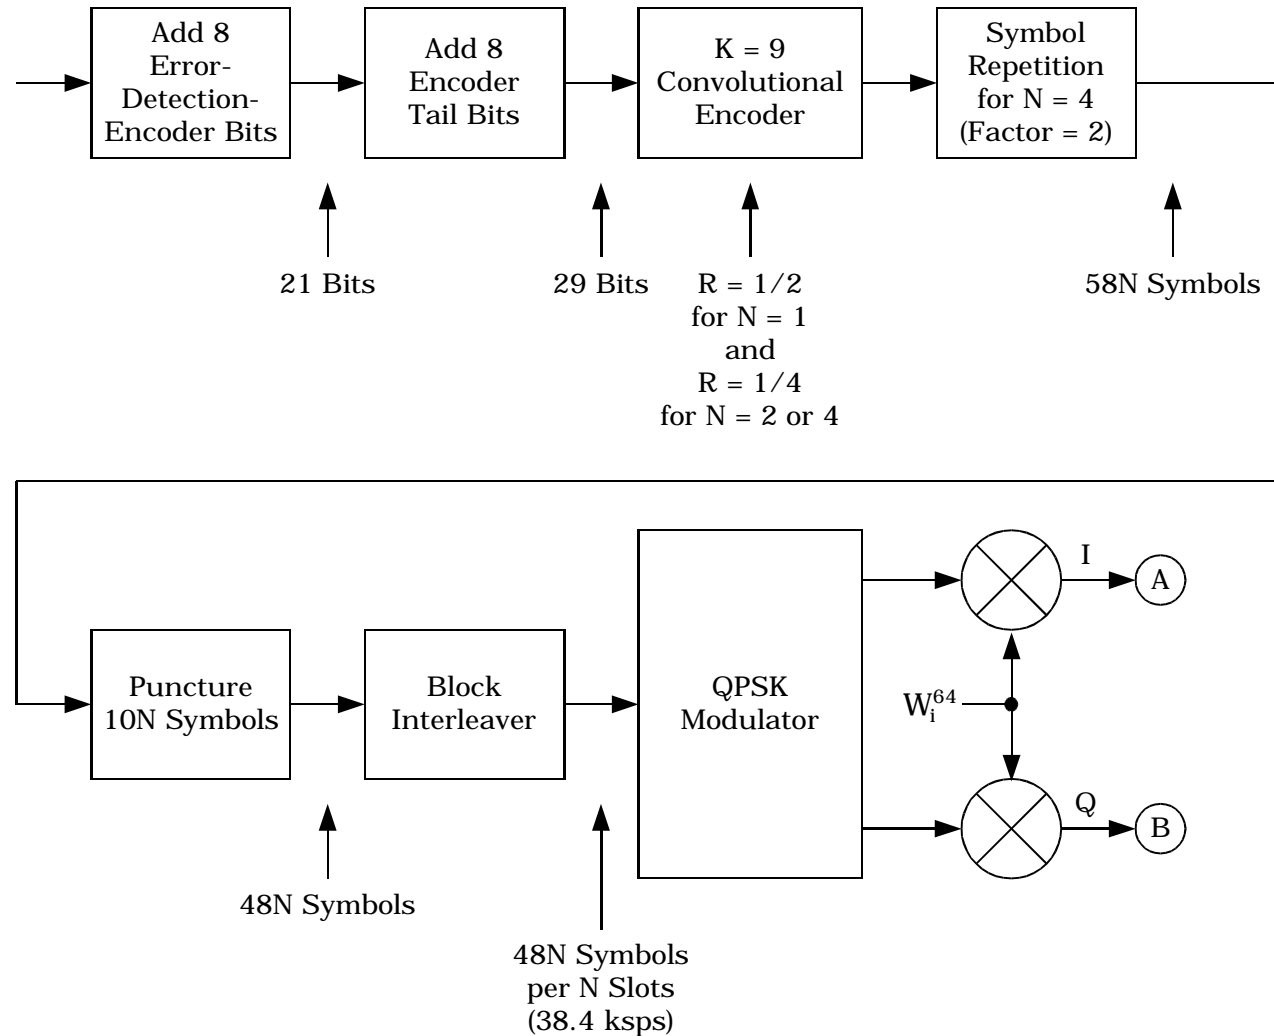 Add 8
Error-
Detection-
Encoder Bits
Add 8
Encoder
Tail Bits
K = 9
Convolutional
Encoder
Symbol
Repetition
for N = 4
(Factor = 2)
21 Bits
29 Bits
R = 1/2
for N = 1
and
R = 1/4
for N = 2 or 4
58N Symbols
Puncture
10N Symbols
Block
Interleaver
QPSK
Modulator
I
A
W_i^64
Q
B
48N Symbols
48N Symbols
per N Slots
(38.4 ksps)